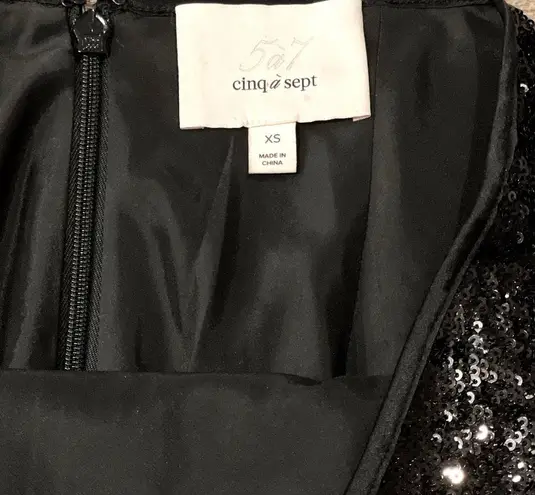 5à7
cinq à sept
XS
MADE IN
CHINA